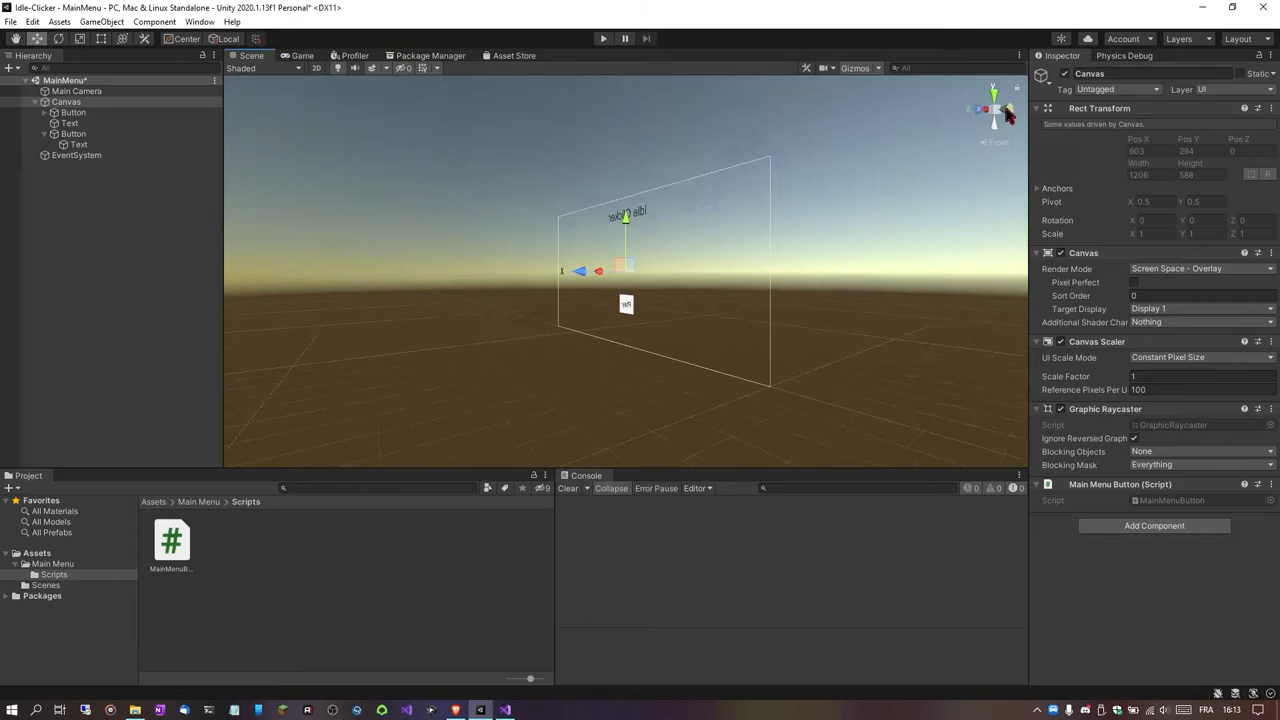 Idle-Clicker - MainMenu - PC, Mac & Linux Standalone - Unity 2020.1.13f1 Personal* <DX11>
File Edit Assets GameObject Component Window Help
Center Local Account Layers Layout
Hierarchy Scene Game Profiler Package Manager Asset Store Inspector Physics Debug
All Shaded 2D 0 Gizmos All
MainMenu*
Main Camera
Canvas
Button
Text
Button
Text
EventSystem
y
z x
Front
Idle Clicker
Canvas Static
Tag Untagged Layer UI
Rect Transform
Some values driven by Canvas.
Pos X Pos Y Pos Z
603 294 0
Width Height
1206 588 R
Anchors
Pivot X 0.5 Y 0.5
Rotation X 0 Y 0 Z 0
Scale X 1 Y 1 Z 1
Canvas
Render Mode Screen Space - Overlay
Pixel Perfect
Sort Order 0
Target Display Display 1
Additional Shader Char Nothing
Canvas Scaler
UI Scale Mode Constant Pixel Size
Scale Factor 1
Reference Pixels Per U 100
Graphic Raycaster
Script GraphicRaycaster
Ignore Reversed Graph
Blocking Objects None
Blocking Mask Everything
Main Menu Button (Script)
Script MainMenuButton
Add Component
Project
9
Favorites
All Materials
All Models
All Prefabs
Assets
Main Menu
Scripts
Scenes
Packages
Assets Main Menu Scripts
MainMenuB...
Console
Clear Collapse Error Pause Editor 0 0 0
FRA 16:13